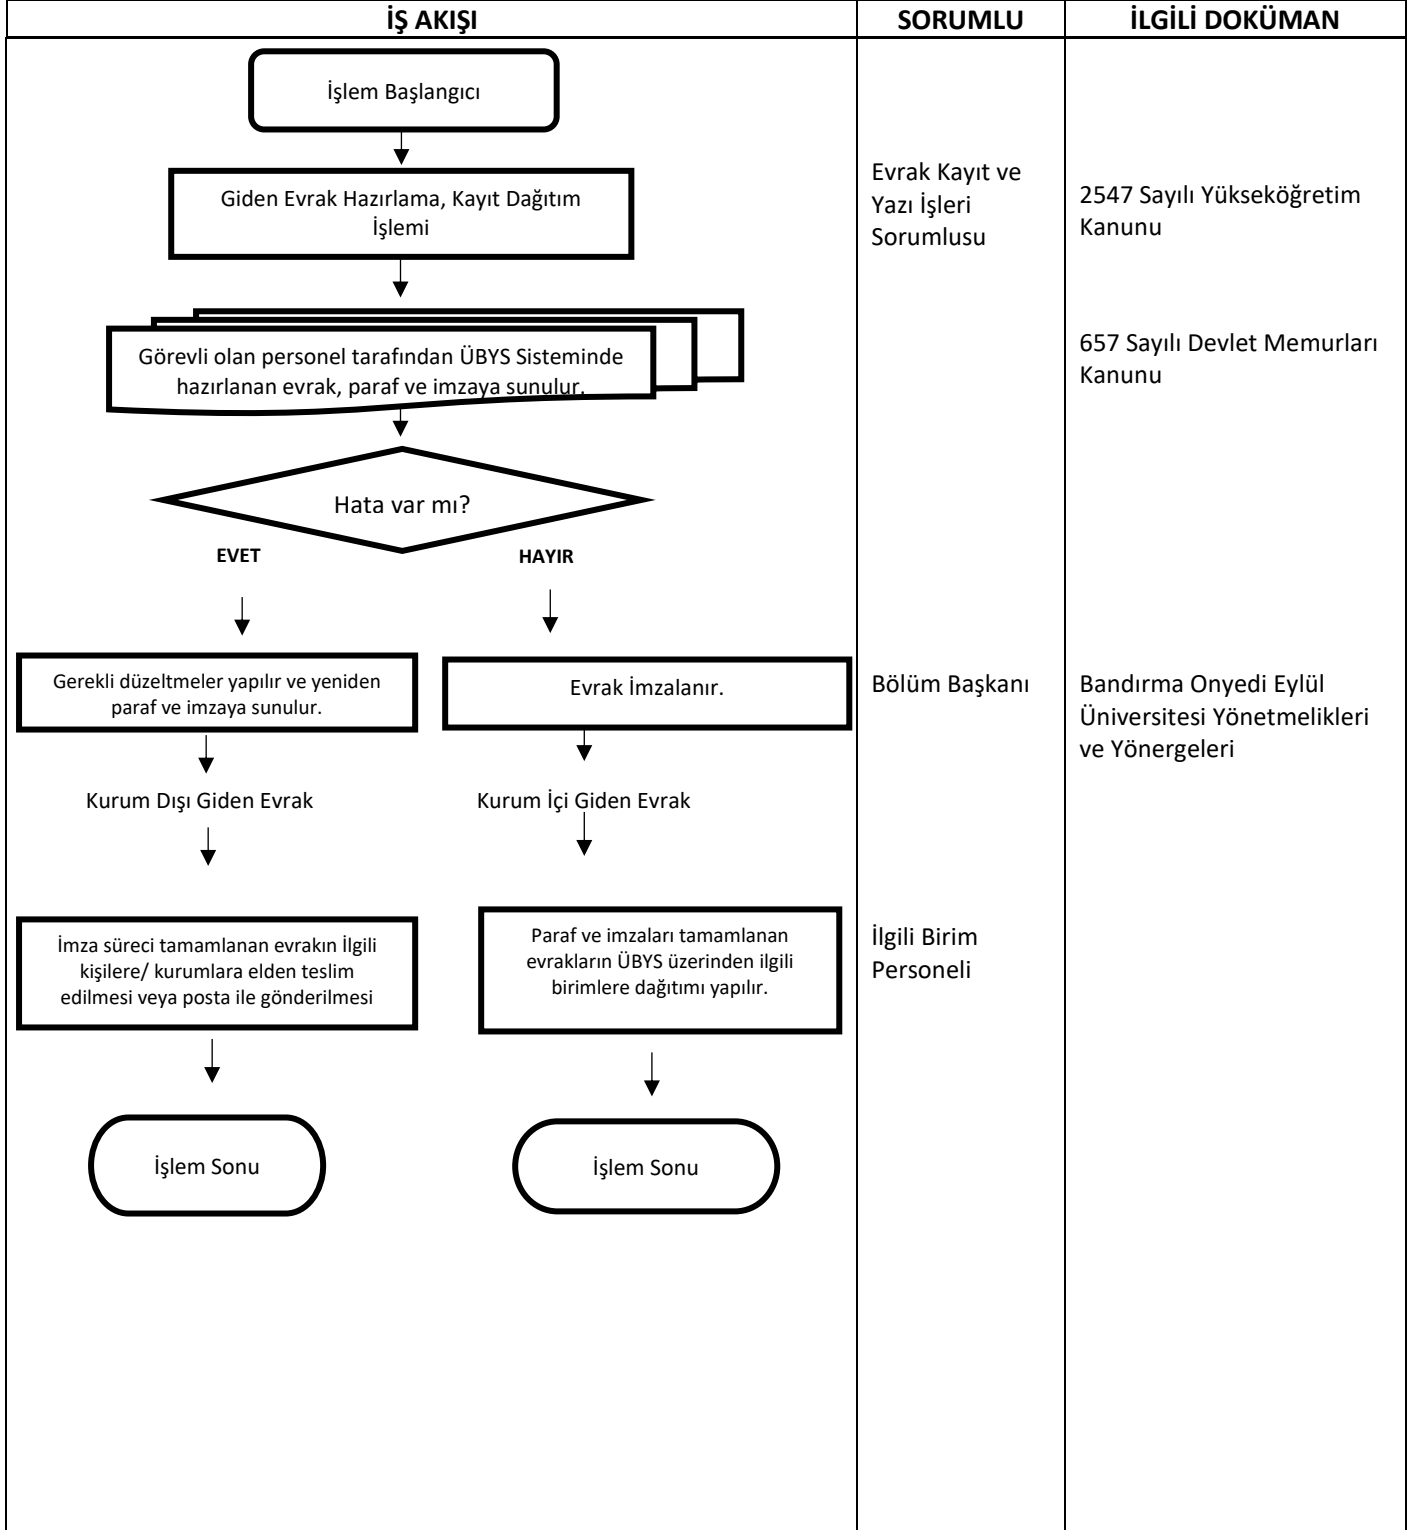 İŞ AKIŞI
SORUMLU
İLGİLİ DOKÜMAN
İşlem Başlangıcı
Giden Evrak Hazırlama, Kayıt Dağıtım
İşlemi
Evrak Kayıt ve
Yazı İşleri
Sorumlusu
2547 Sayılı Yükseköğretim
Kanunu
Görevli olan personel tarafından ÜBYS Sisteminde
hazırlanan evrak, paraf ve imzaya sunulur.
657 Sayılı Devlet Memurları
Kanunu
Hata var mı?
EVET
HAYIR
Gerekli düzeltmeler yapılır ve yeniden
paraf ve imzaya sunulur.
Evrak İmzalanır.
Bölüm Başkanı
Bandırma Onyedi Eylül
Üniversitesi Yönetmelikleri
ve Yönergeleri
Kurum Dışı Giden Evrak
Kurum İçi Giden Evrak
İmza süreci tamamlanan evrakın İlgili
kişilere/ kurumlara elden teslim
edilmesi veya posta ile gönderilmesi
Paraf ve imzaları tamamlanan
evrakların ÜBYS üzerinden ilgili
birimlere dağıtımı yapılır.
İlgili Birim
Personeli
İşlem Sonu
İşlem Sonu